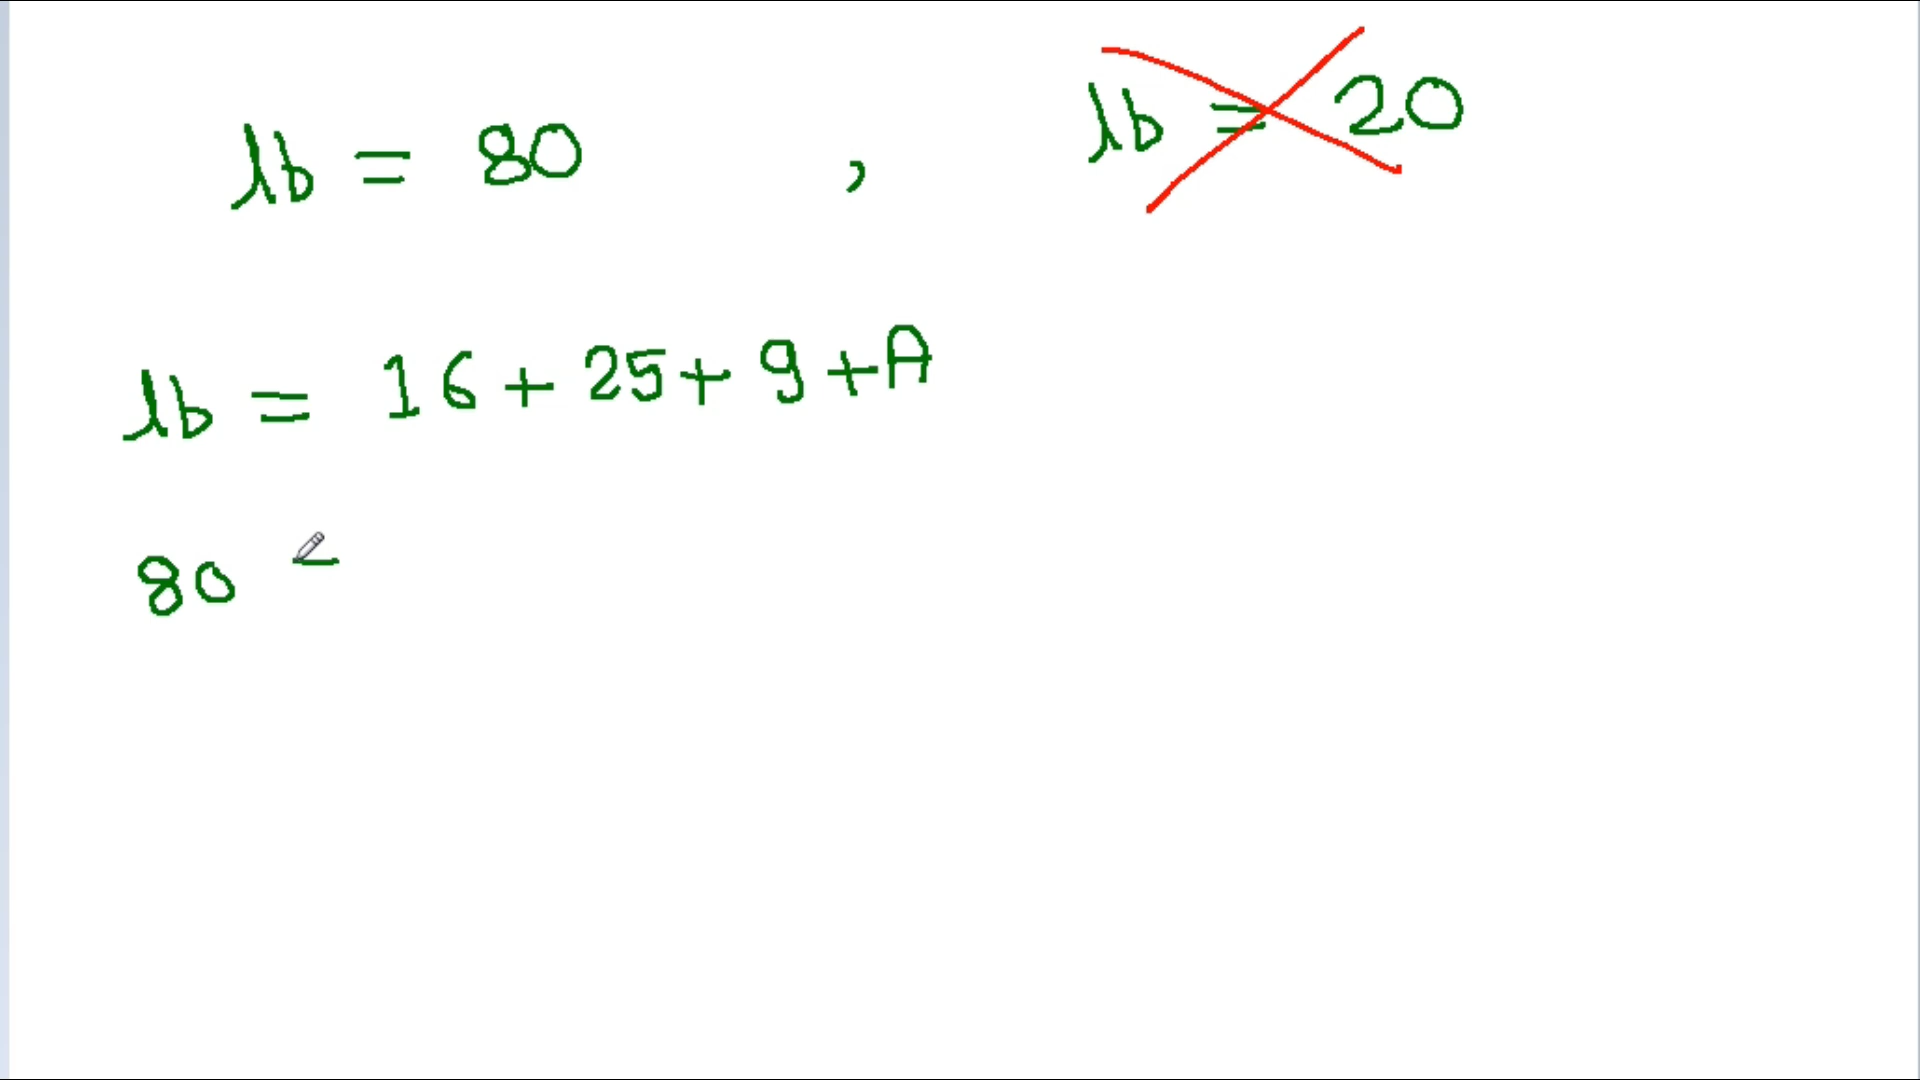 lb = 80 , lb = 20
lb = 16 + 25 + 9 + A
80